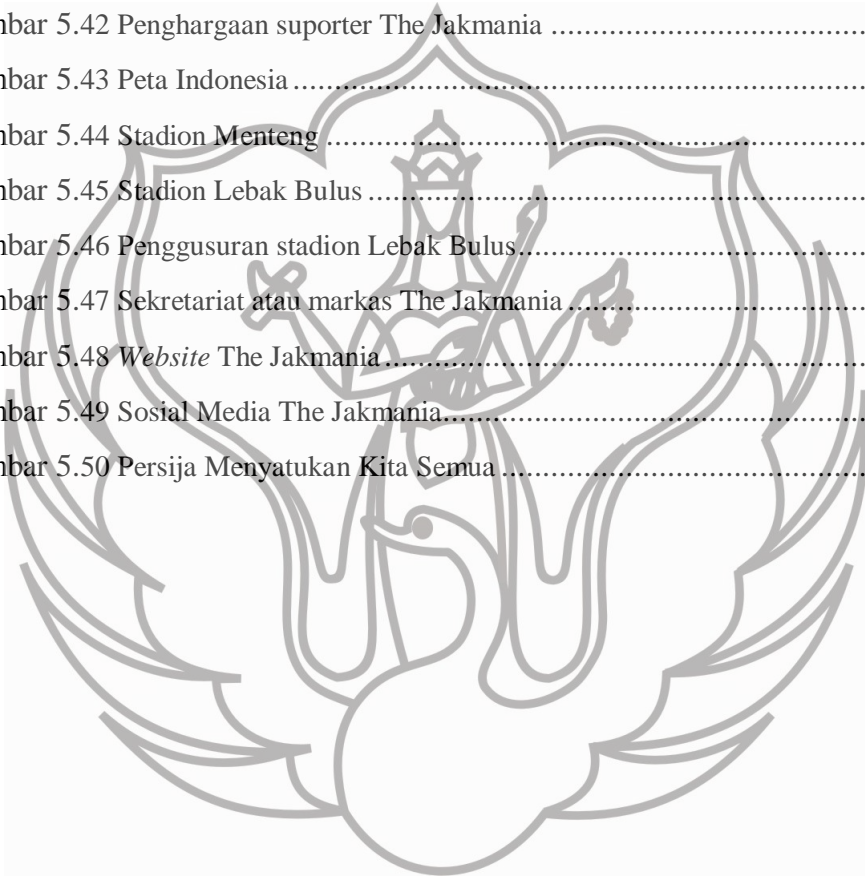 mbar 5.42 Penghargaan suporter The Jakmania ....................................
mbar 5.43 Peta Indonesia ....................................
mbar 5.44 Stadion Menteng ....................................
mbar 5.45 Stadion Lebak Bulus ....................................
mbar 5.46 Penggusuran stadion Lebak Bulus ....................................
mbar 5.47 Sekretariat atau markas The Jakmania ....................................
mbar 5.48 Website The Jakmania ....................................
mbar 5.49 Sosial Media The Jakmania ....................................
mbar 5.50 Persija Menyatukan Kita Semua ....................................